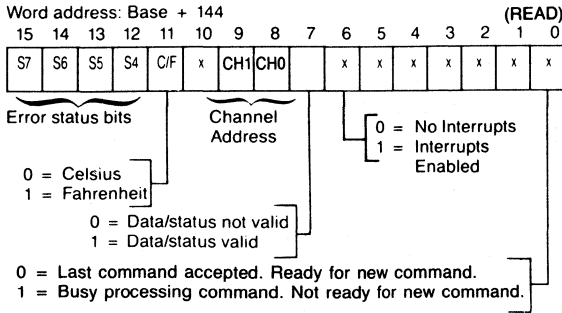 Word address: Base + 144 (READ)
15 14 13 12 11 10 9 8 7 6 5 4 3 2 1 0
S7 S6 S5 S4 C/F x CH1 CH0 x x x x x x x
Error status bits
Channel
Address
0 = No Interrupts
1 = Interrupts
Enabled
0 = Celsius
1 = Fahrenheit
0 = Data/status not valid
1 = Data/status valid
0 = Last command accepted. Ready for new command.
1 = Busy processing command. Not ready for new command.